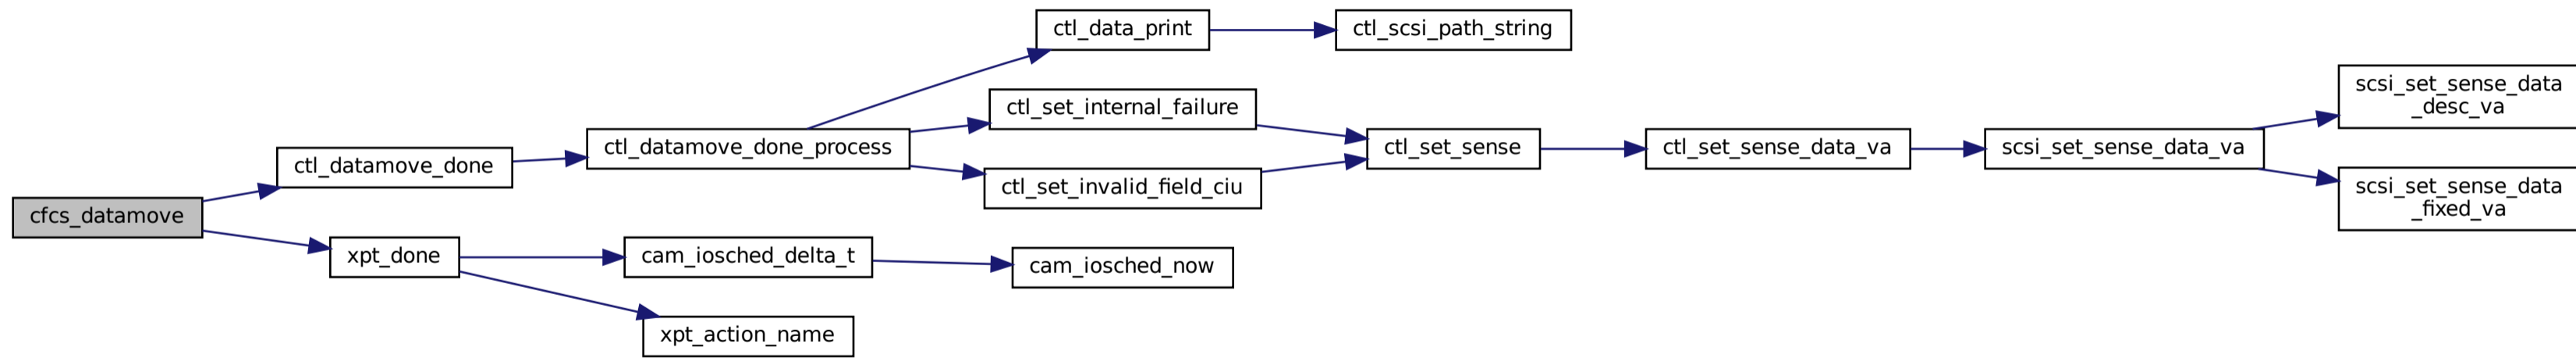 cfcs_datamove
ctl_datamove_done
xpt_done
ctl_datamove_done_process
cam_iosched_delta_t
xpt_action_name
ctl_data_print
ctl_set_internal_failure
ctl_set_invalid_field_ciu
cam_iosched_now
ctl_scsi_path_string
ctl_set_sense
ctl_set_sense_data_va
scsi_set_sense_data_va
scsi_set_sense_data
_desc_va
scsi_set_sense_data
_fixed_va